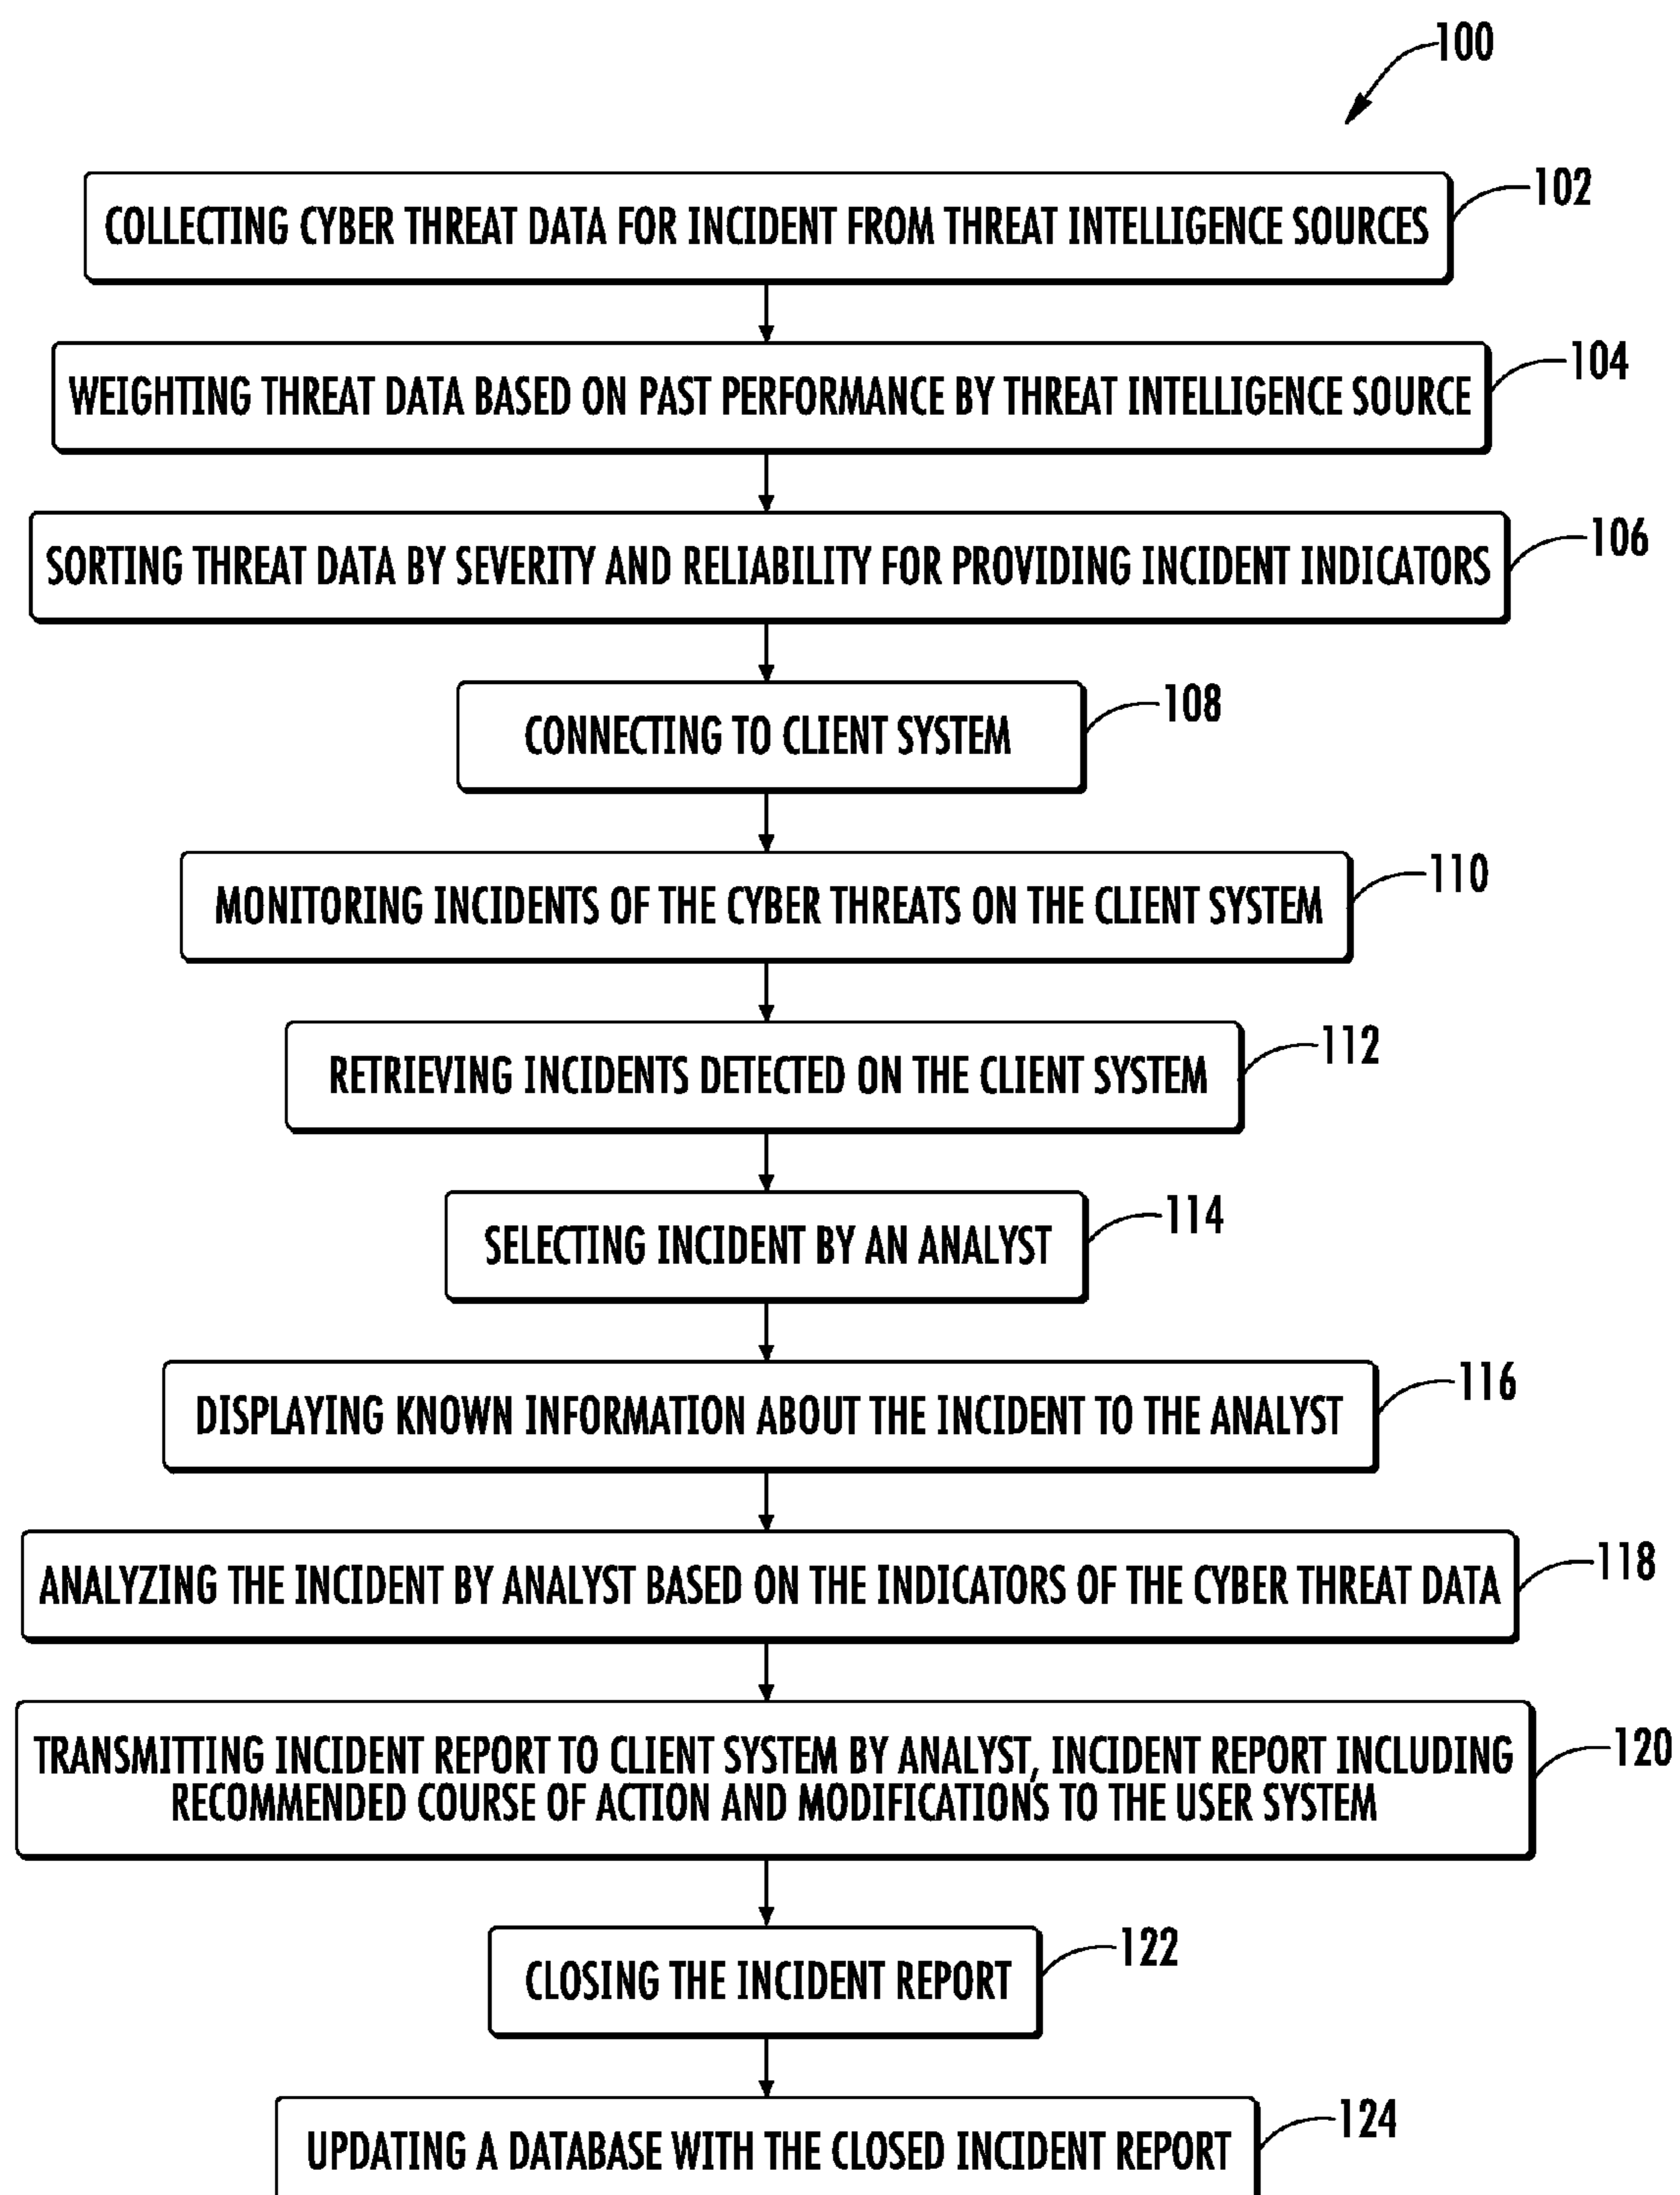 100
COLLECTING CYBER THREAT DATA FOR INCIDENT FROM THREAT INTELLIGENCE SOURCES
102
WEIGHTING THREAT DATA BASED ON PAST PERFORMANCE BY THREAT INTELLIGENCE SOURCE
104
SORTING THREAT DATA BY SEVERITY AND RELIABILITY FOR PROVIDING INCIDENT INDICATORS
106
CONNECTING TO CLIENT SYSTEM
108
MONITORING INCIDENTS OF THE CYBER THREATS ON THE CLIENT SYSTEM
110
RETRIEVING INCIDENTS DETECTED ON THE CLIENT SYSTEM
112
SELECTING INCIDENT BY AN ANALYST
114
DISPLAYING KNOWN INFORMATION ABOUT THE INCIDENT TO THE ANALYST
116
ANALYZING THE INCIDENT BY ANALYST BASED ON THE INDICATORS OF THE CYBER THREAT DATA
118
TRANSMITTING INCIDENT REPORT TO CLIENT SYSTEM BY ANALYST, INCIDENT REPORT INCLUDING
RECOMMENDED COURSE OF ACTION AND MODIFICATIONS TO THE USER SYSTEM
120
CLOSING THE INCIDENT REPORT
122
UPDATING A DATABASE WITH THE CLOSED INCIDENT REPORT
124